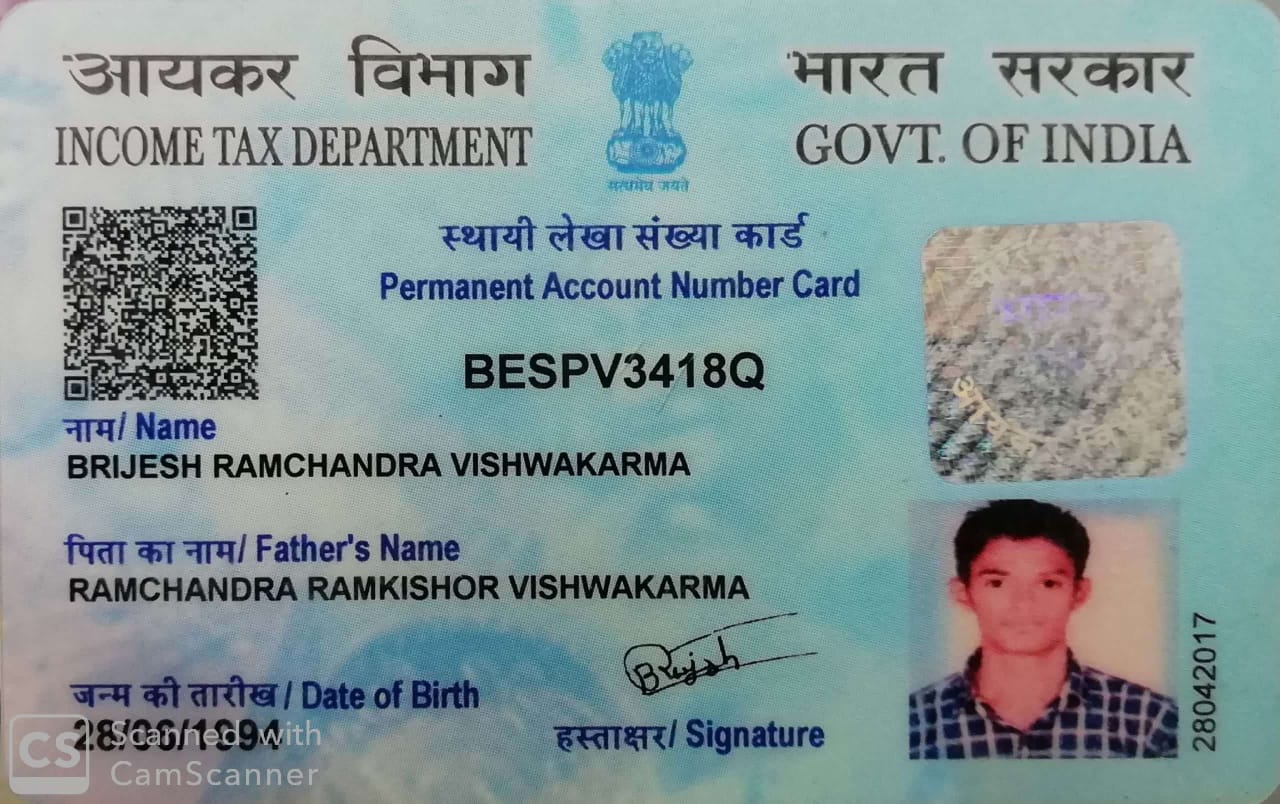 आयकर विभाग
INCOME TAX DEPARTMENT
सत्यमेव जयते
भारत सरकार
GOVT. OF INDIA
स्थायी लेखा संख्या कार्ड
Permanent Account Number Card
BESPV3418Q
नाम/ Name
BRIJESH RAMCHANDRA VISHWAKARMA
पिता का नाम/ Father's Name
RAMCHANDRA RAMKISHOR VISHWAKARMA
जन्म की तारीख / Date of Birth
28/06/1994
Brijesh
हस्ताक्षर/ Signature
28042017
CS Scanned with
CamScanner